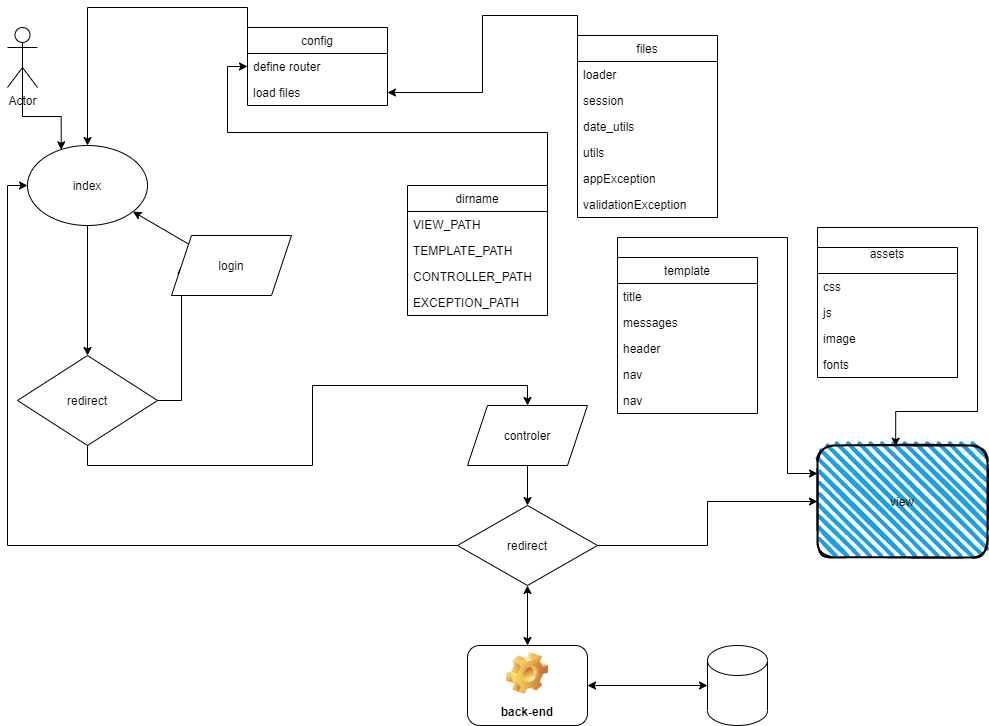 config
define router
load files
files
loader
session
date_utils
utils
appException
validationException
Actor
index
dirname
VIEW_PATH
TEMPLATE_PATH
CONTROLLER_PATH
EXCEPTION_PATH
login
template
title
messages
header
nav
nav
assets
css
js
image
fonts
redirect
controler
view
redirect
back-end